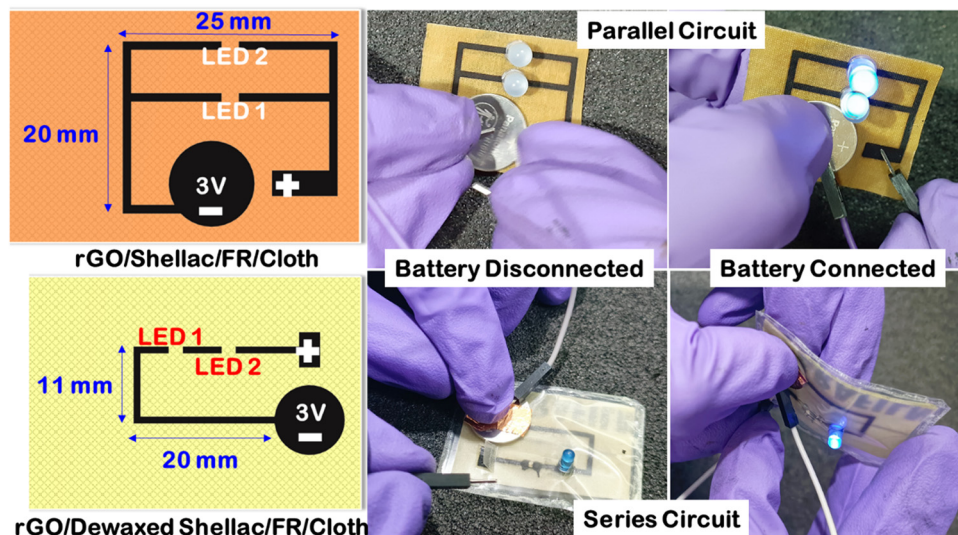 25 mm
LED 2
LED 1
20 mm
3V
rGO/Shellac/FR/Cloth
Parallel Circuit
Battery Disconnected
Battery Connected
LED 1
LED 2
11 mm
3V
20 mm
rGO/Dewaxed Shellac/FR/Cloth
Series Circuit